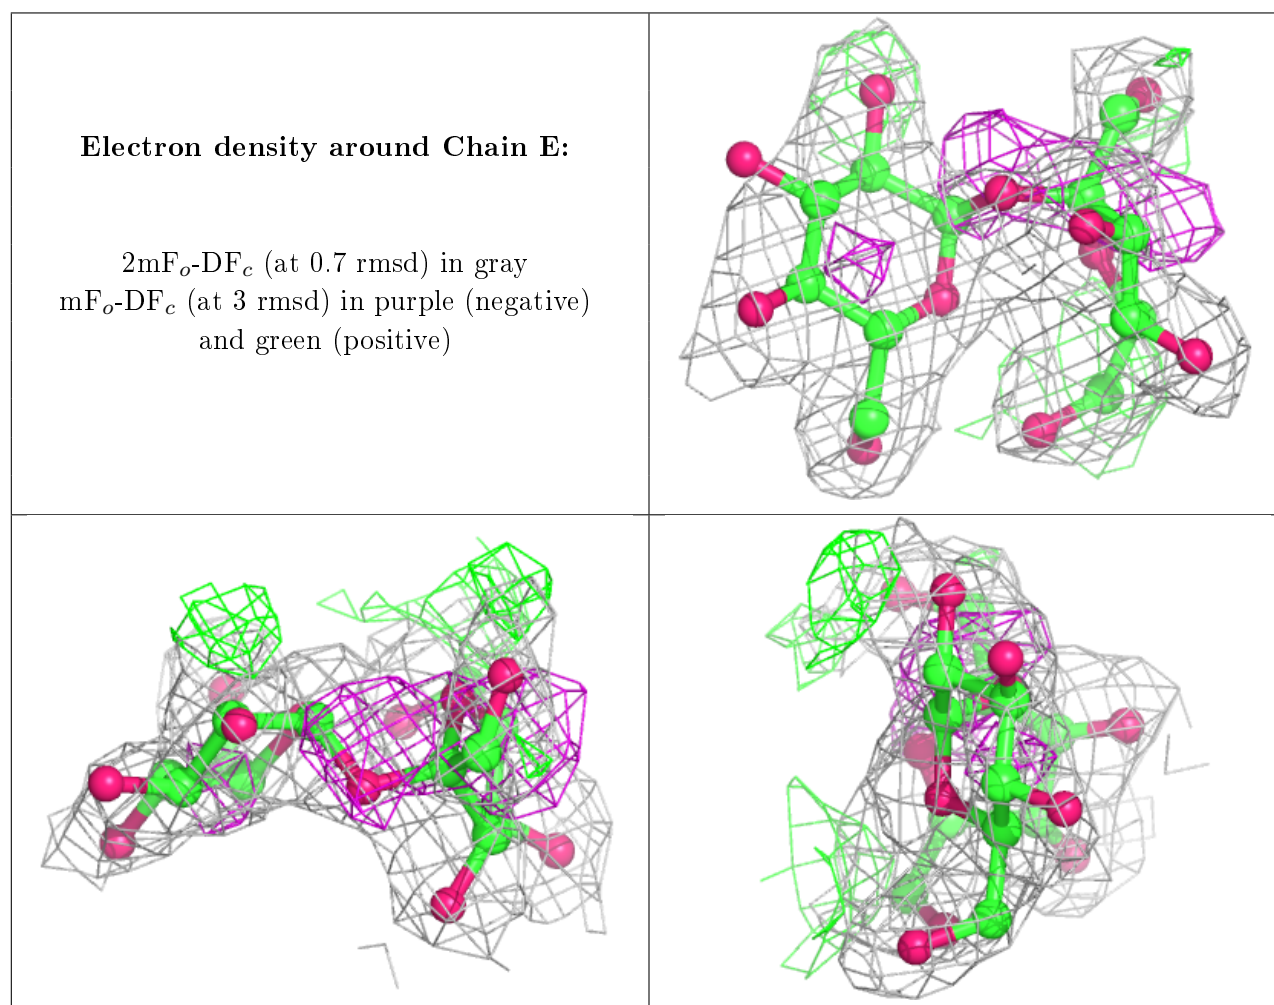 Electron density around Chain E:
2mFo-DFc (at 0.7 rmsd) in gray
mFo-DFc (at 3 rmsd) in purple (negative)
and green (positive)